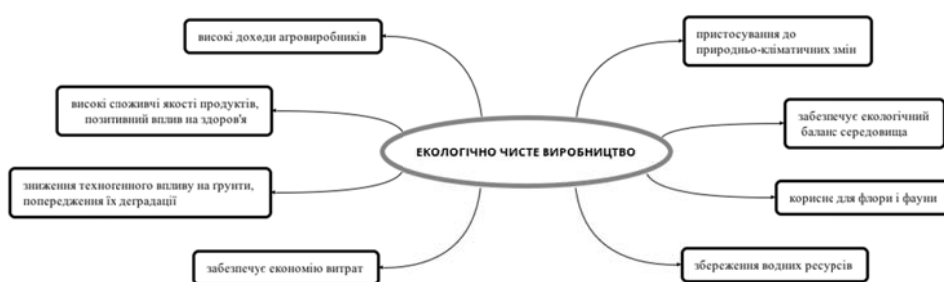 високі доходи агровиробників
пристосування до
природньо-кліматичних змін
високі споживчі якості продуктів,
позитивний вплив на здоров'я
забезпечує екологічний
баланс середовища
ЕКОЛОГІЧНО ЧИСТЕ ВИРОБНИЦТВО
зниження техногенного впливу на ґрунти,
попередження їх деградації
корисне для флори і фауни
забезпечує економію витрат
збереження водних ресурсів